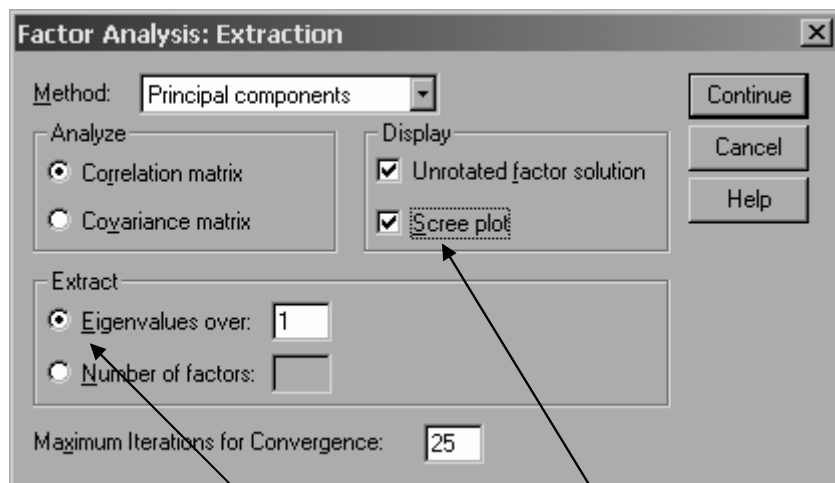 Factor Analysis: Extraction
Method: Principal components
Continue
Analyze
Display
Cancel
Correlation matrix
Unrotated factor solution
Help
Covariance matrix
Scree plot
Extract
Eigenvalues over: 1
Number of factors:
Maximum Iterations for Convergence: 25